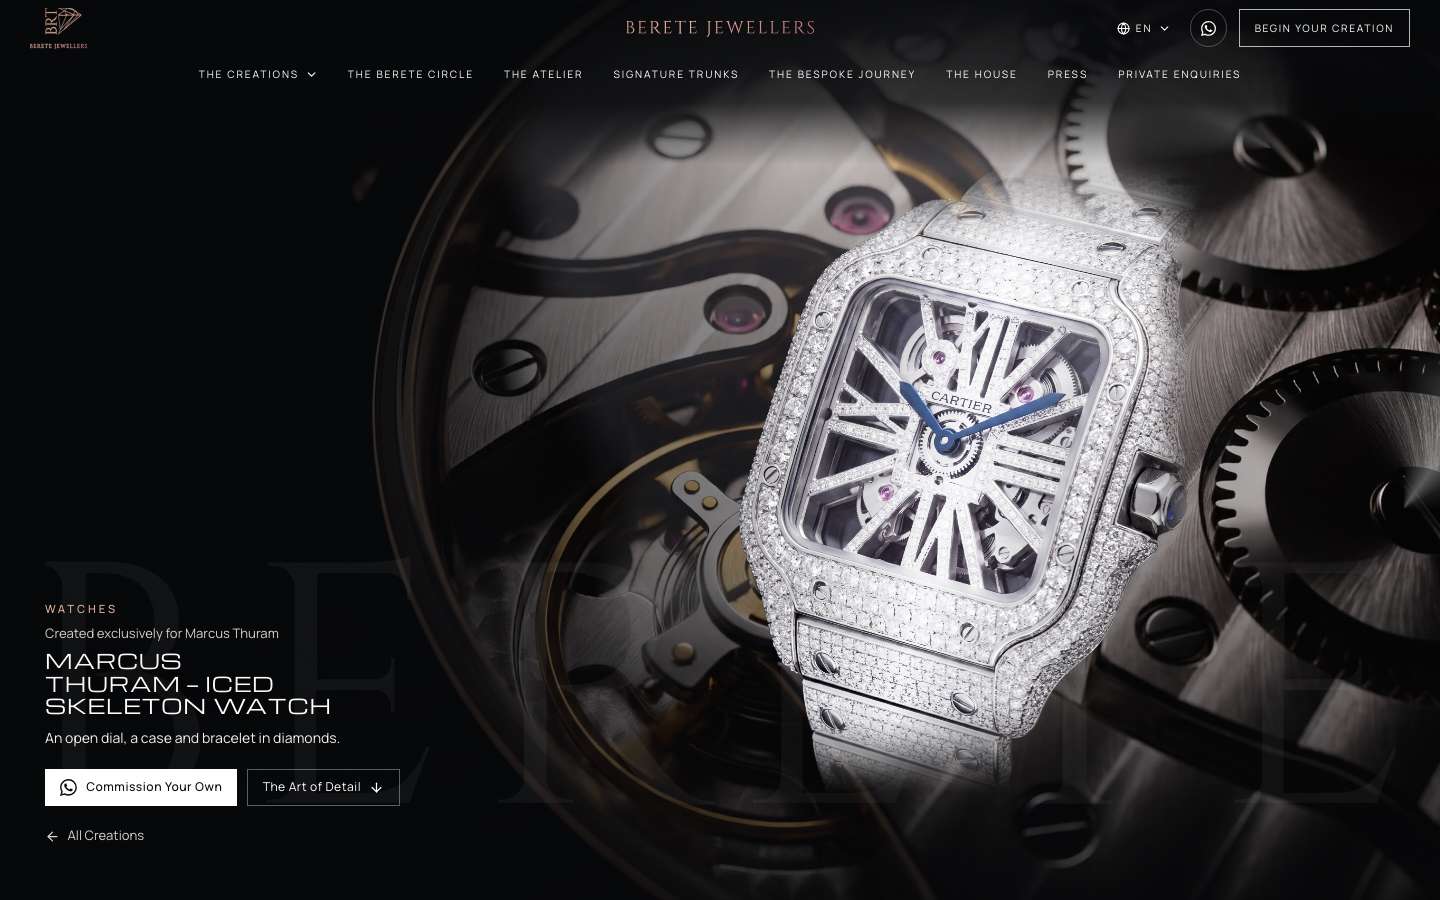 BRT
BERETE JEWELLERS
BERETE JEWELLERS
EN
BEGIN YOUR CREATION
THE CREATIONS
THE BERETE CIRCLE
THE ATELIER
SIGNATURE TRUNKS
THE BESPOKE JOURNEY
THE HOUSE
PRESS
PRIVATE ENQUIRIES
CARTIER
BERETE
WATCHES
Created exclusively for Marcus Thuram
MARCUS
THURAM – ICED
SKELETON WATCH
An open dial, a case and bracelet in diamonds.
Commission Your Own
The Art of Detail
All Creations